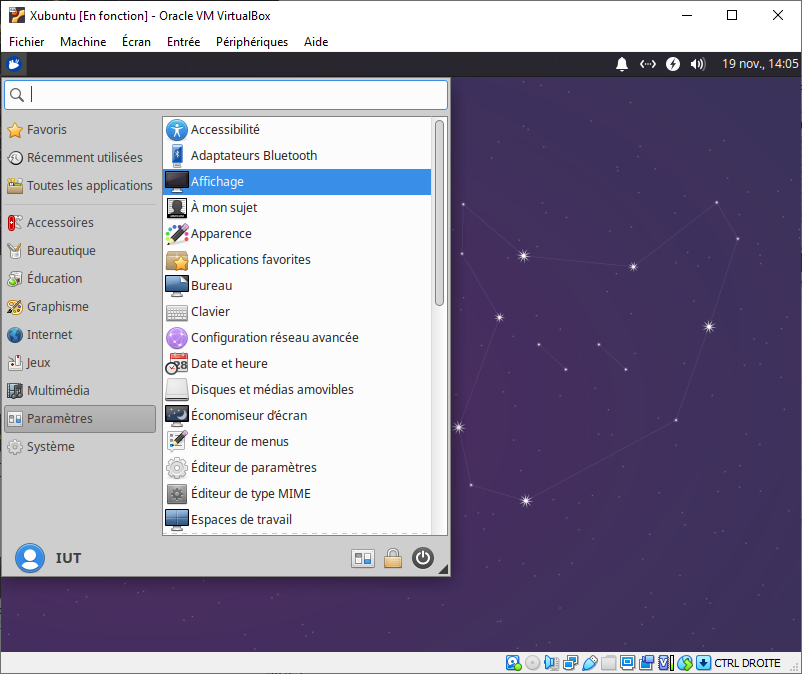 Xubuntu [En fonction] - Oracle VM VirtualBox
Fichier Machine Écran Entrée Périphériques Aide
19 nov., 14:05
Favoris
Récemment utilisées
Toutes les applications
Accessoires
Bureautique
Éducation
Graphisme
Internet
Jeux
Multimédia
Paramètres
Système
Accessibilité
Adaptateurs Bluetooth
Affichage
À mon sujet
Apparence
Applications favorites
Bureau
Clavier
Configuration réseau avancée
Date et heure
Disques et médias amovibles
Économiseur d'écran
Éditeur de menus
Éditeur de paramètres
Éditeur de type MIME
Espaces de travail
IUT
CTRL DROITE